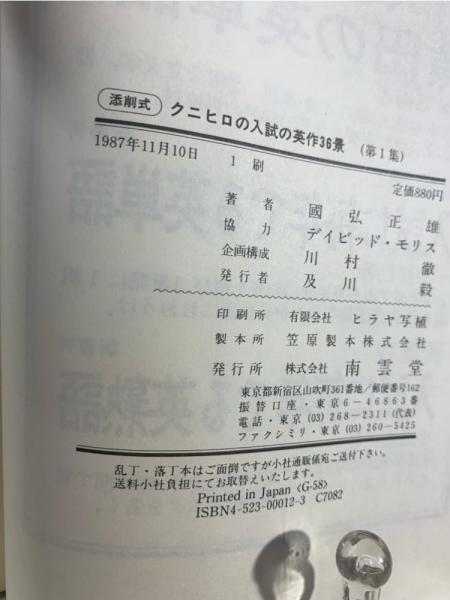 添削式 クニヒロの入試の英作36景 (第1集)
1987年11月10日 1 刷
定価880円
著者 國弘正雄
協力 デイビッド・モリス
企画構成 川村徹
発行者 及川毅
印刷所 有限会社 ヒラヤ写植
製本所 笠原製本株式会社
発行所 株式会社 南雲堂
東京都新宿区山吹町361番地/郵便番号162
振替口座・東京6-46863番
電話・東京 (03) 268-2311 (代表)
ファクシミリ・東京 (03) 260-5425
乱丁・落丁本はご面倒ですが小社通販係宛ご送付下さい。
送料小社負担にてお取替えいたします。
Printed in Japan 〈G-58〉
ISBN4-523-00012-3 C7082